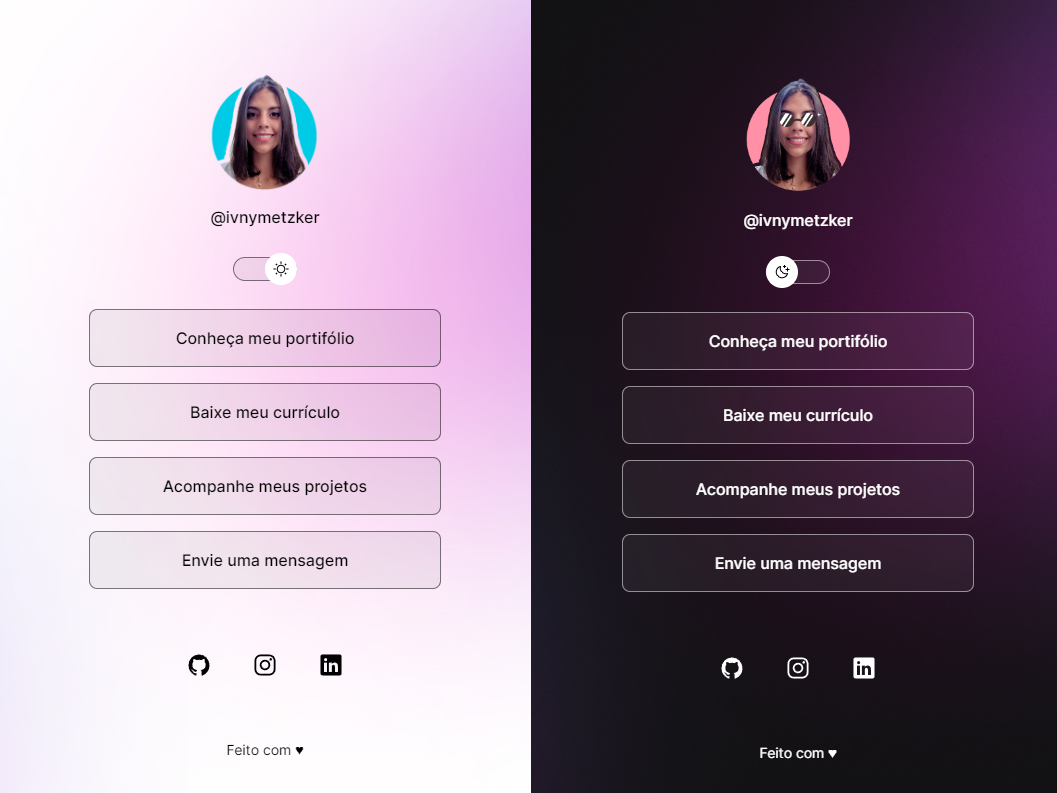 @ivnymetzker
Conheça meu portifólio
Baixe meu currículo
Acompanhe meus projetos
Envie uma mensagem
Feito com ♥
@ivnymetzker
Conheça meu portifólio
Baixe meu currículo
Acompanhe meus projetos
Envie uma mensagem
Feito com ♥